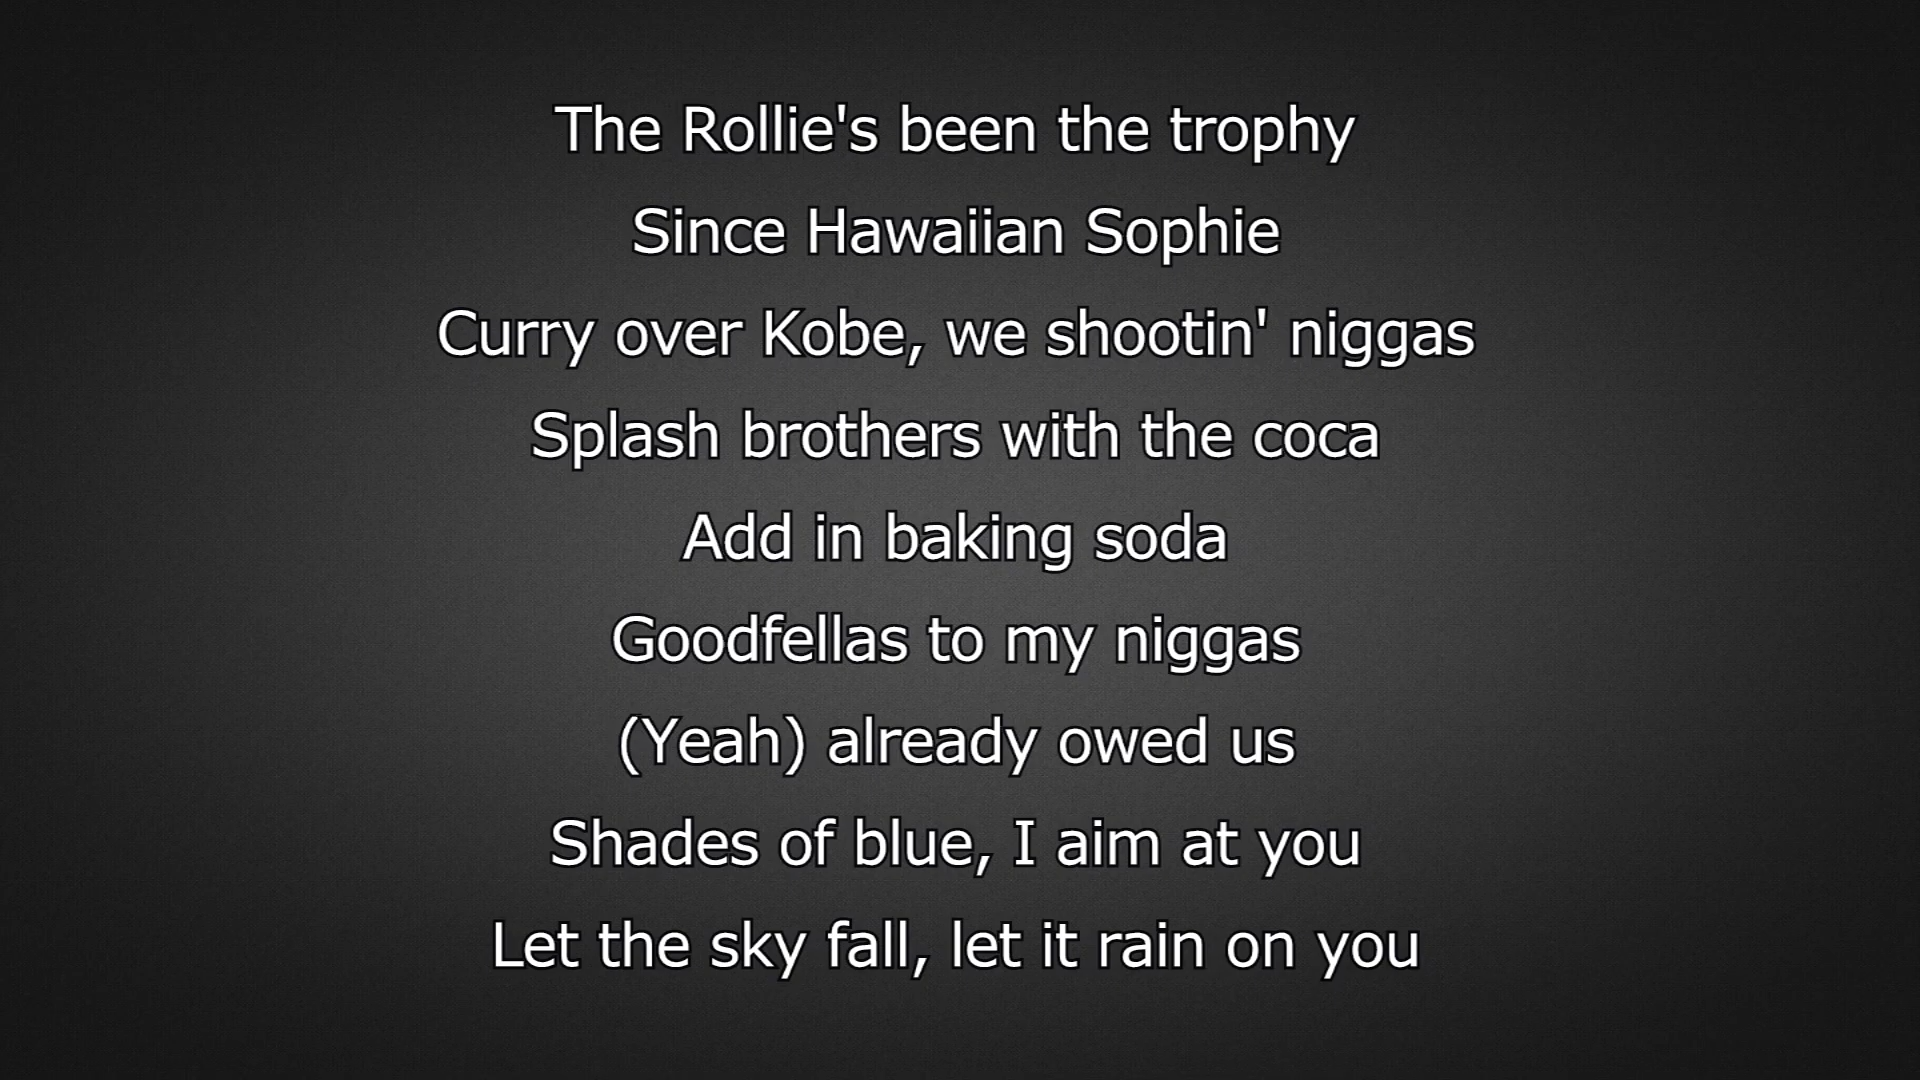 The Rollie's been the trophy
Since Hawaiian Sophie
Curry over Kobe, we shootin' niggas
Splash brothers with the coca
Add in baking soda
Goodfellas to my niggas
(Yeah) already owed us
Shades of blue, I aim at you
Let the sky fall, let it rain on you